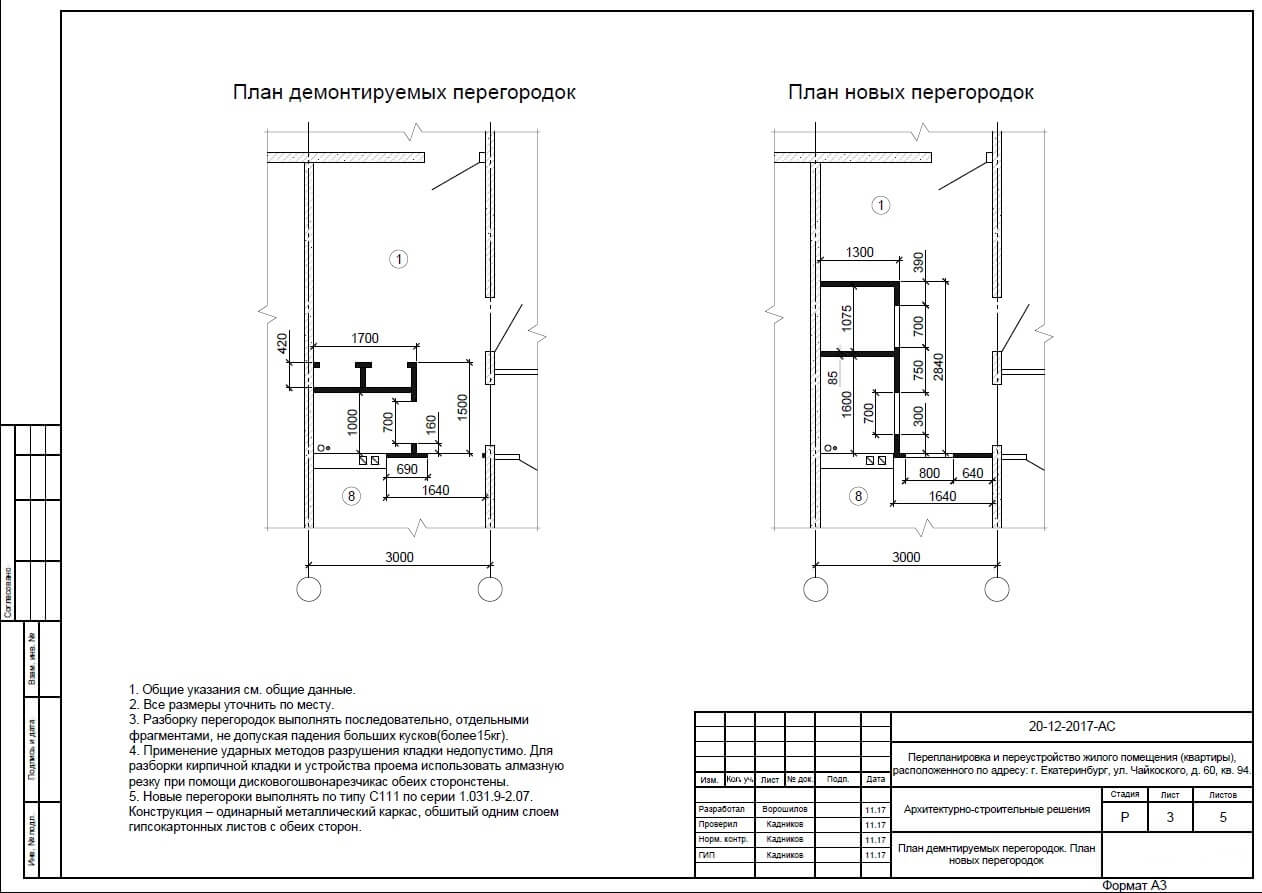 План демонтируемых перегородок
План новых перегородок
1
1
1300
390
1075
700
2840
750
85
1600
700
300
800
640
1640
8
3000
420
1700
1000
700
160
1500
690
1640
8
3000
1. Общие указания см. общие данные.
2. Все размеры уточнить по месту.
3. Разборку перегородок выполнять последовательно, отдельными
фрагментами, не допуская падения больших кусков(более15кг).
4. Применение ударных методов разрушения кладки недопустимо. Для
разборки кирпичной кладки и устройства проема использовать алмазную
резку при помощи дисковогошвонарезчикас обеих сторонстены.
5. Новые перегороки выполнять по типу С111 по серии 1.031.9-2.07.
Конструкция – одинарный металлический каркас, обшитый одним слоем
гипсокартонных листов с обеих сторон.
Согласовано
Взам. инв. №
Подпись и дата
Инв. № подл.
20-12-2017-АС
Перепланировка и переустройство жилого помещения (квартиры),
расположенного по адресу: г. Екатеринбург, ул. Чайкоского, д. 60, кв. 94.
Изм. Кол. уч. Лист № док. Подп. Дата
Разработал Ворошилов 11.17
Проверил Кадников 11.17
Норм. контр. Кадников 11.17
ГИП Кадников 11.17
Архитектурно-строительные решения
Стадия Лист Листов
Р 3 5
План демнтируемых перегородок. План
новых перегородок
Формат А3